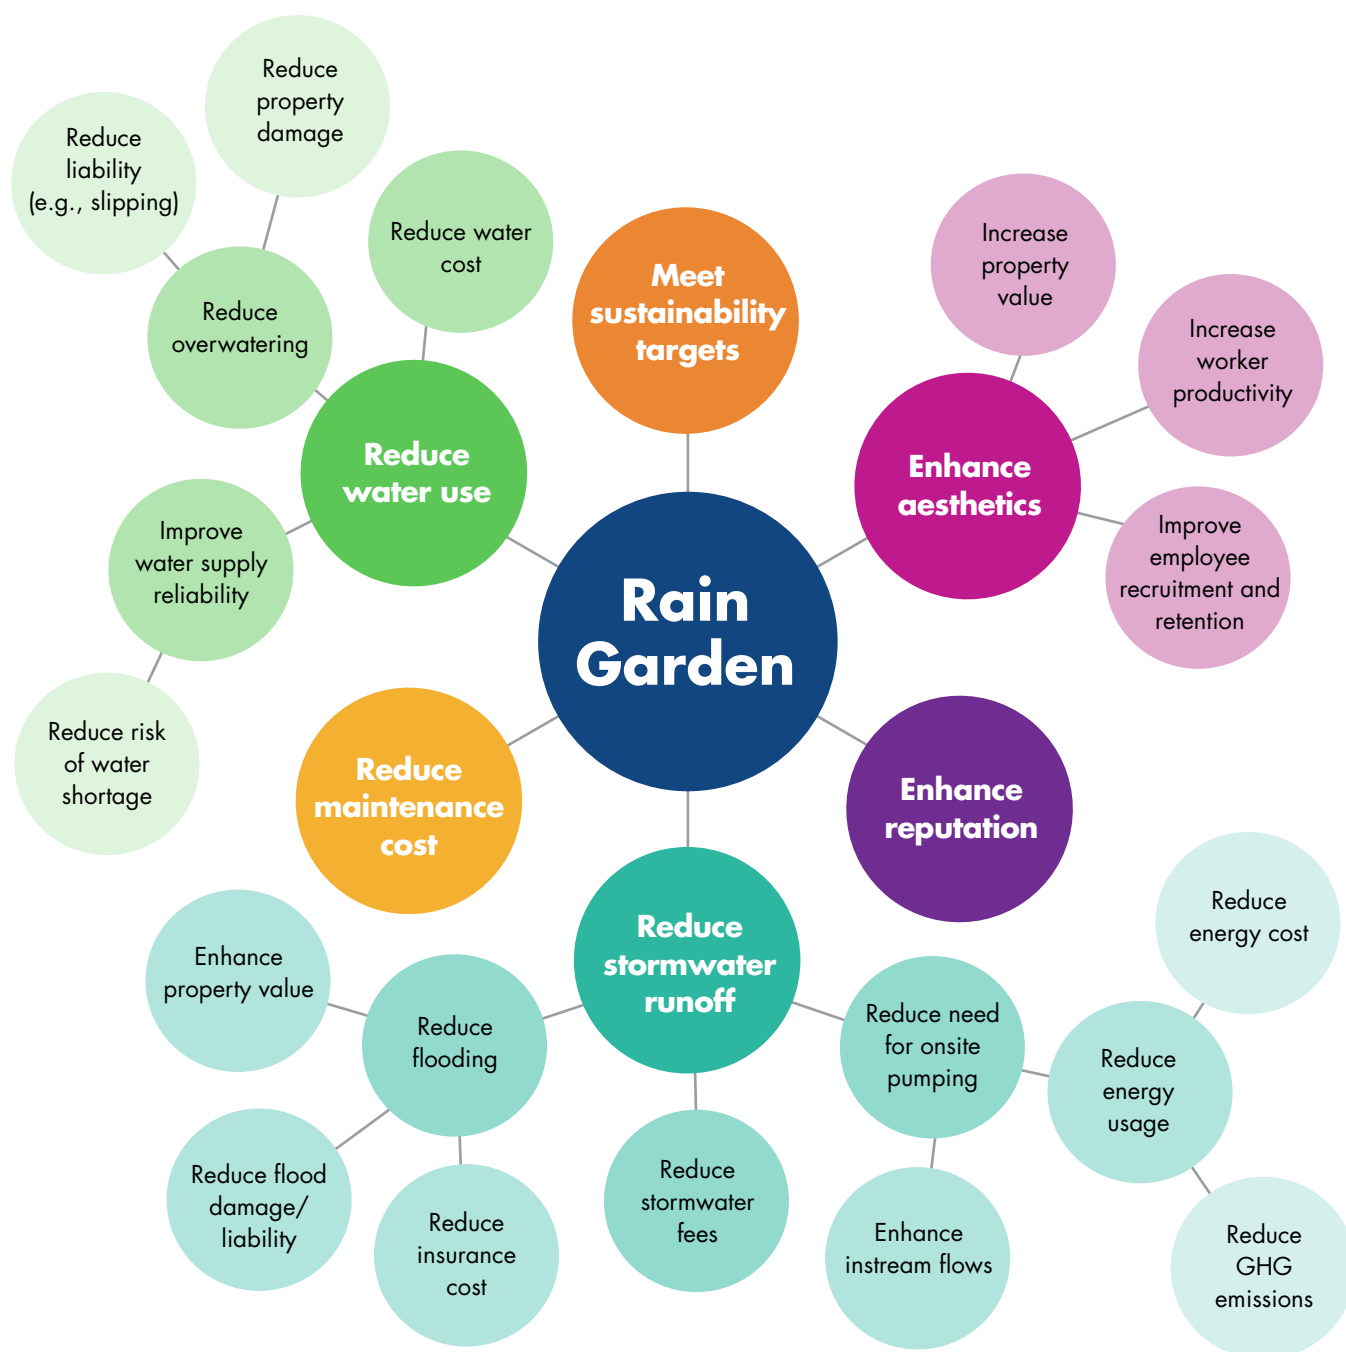 Reduce
property
damage
Reduce
liability
(e.g., slipping)
Reduce water
cost
Reduce
overwatering
Meet
sustainability
targets
Increase
property
value
Increase
worker
productivity
Reduce
water use
Enhance
aesthetics
Improve
water supply
reliability
Improve
employee
recruitment and
retention
Rain
Garden
Reduce risk
of water
shortage
Reduce
maintenance
cost
Enhance
reputation
Reduce
stormwater
runoff
Reduce
energy cost
Enhance
property value
Reduce
flooding
Reduce need
for onsite
pumping
Reduce
energy
usage
Reduce flood
damage/
liability
Reduce
insurance
cost
Reduce
stormwater
fees
Enhance
instream flows
Reduce
GHG
emissions